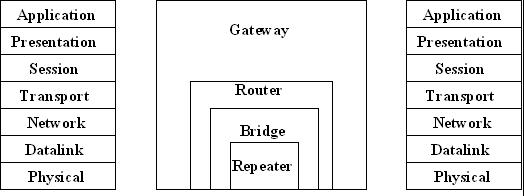 Application
Presentation
Session
Transport
Network
Datalink
Physical
Gateway
Router
Bridge
Repeater
Application
Presentation
Session
Transport
Network
Datalink
Physical